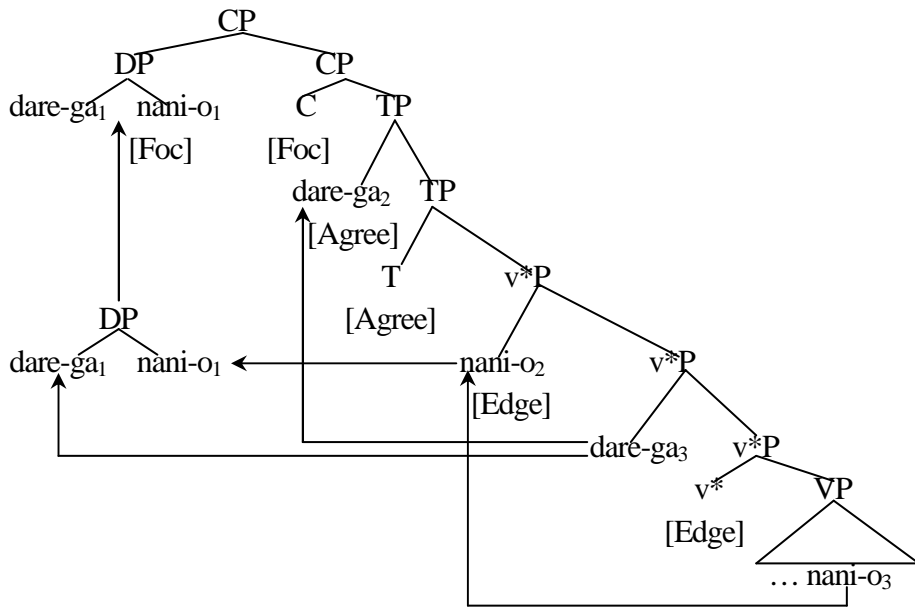 CP
DP CP
dare-ga₁ nani-o₁ C TP
[Foc] [Foc]
dare-ga₂ TP
[Agree]
T v*P
[Agree]
DP
dare-ga₁ nani-o₁ nani-o₂ v*P
[Edge]
dare-ga₃ v*P
v* VP
[Edge]
… nani-o₃